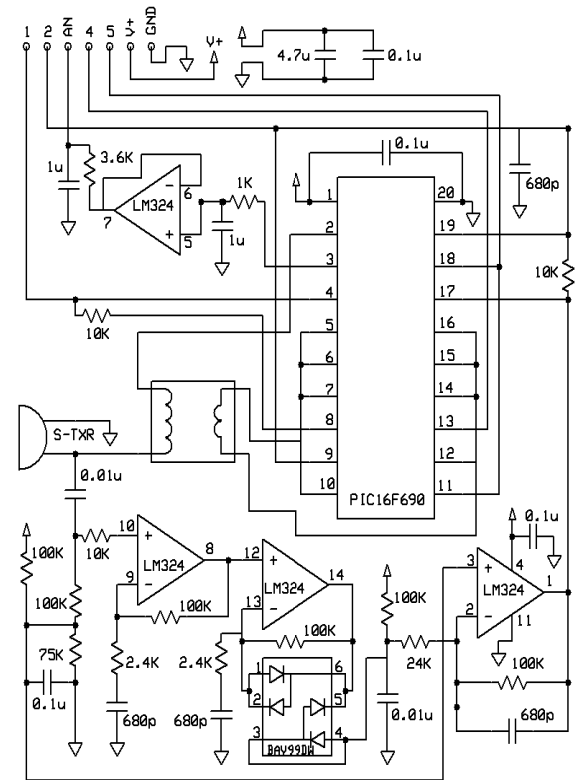 1 2 AN 4 5 V+ GND
V+
4.7u
0.1u
3.6K
1u
LM324
-
6
+
5
7
1K
1u
0.1u
680p
10K
1
2
3
4
5
6
7
8
9
10
20
19
18
17
16
15
14
13
12
11
PIC16F690
10K
S-TXR
0.01u
100K
10K
100K
75K
0.1u
10
+
9
-
LM324
8
100K
2.4K
680p
12
+
13
-
LM324
14
100K
2.4K
680p
1
2
3
6
5
4
BAV99DW
100K
24K
0.01u
3
+
2
-
LM324
4
11
1
0.1u
100K
680p